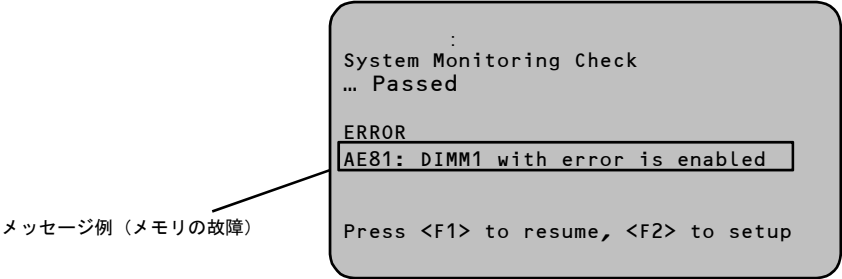 :
System Monitoring Check
… Passed
ERROR
AE81: DIMM1 with error is enabled
メッセージ例（メモリの故障）
Press <F1> to resume, <F2> to setup